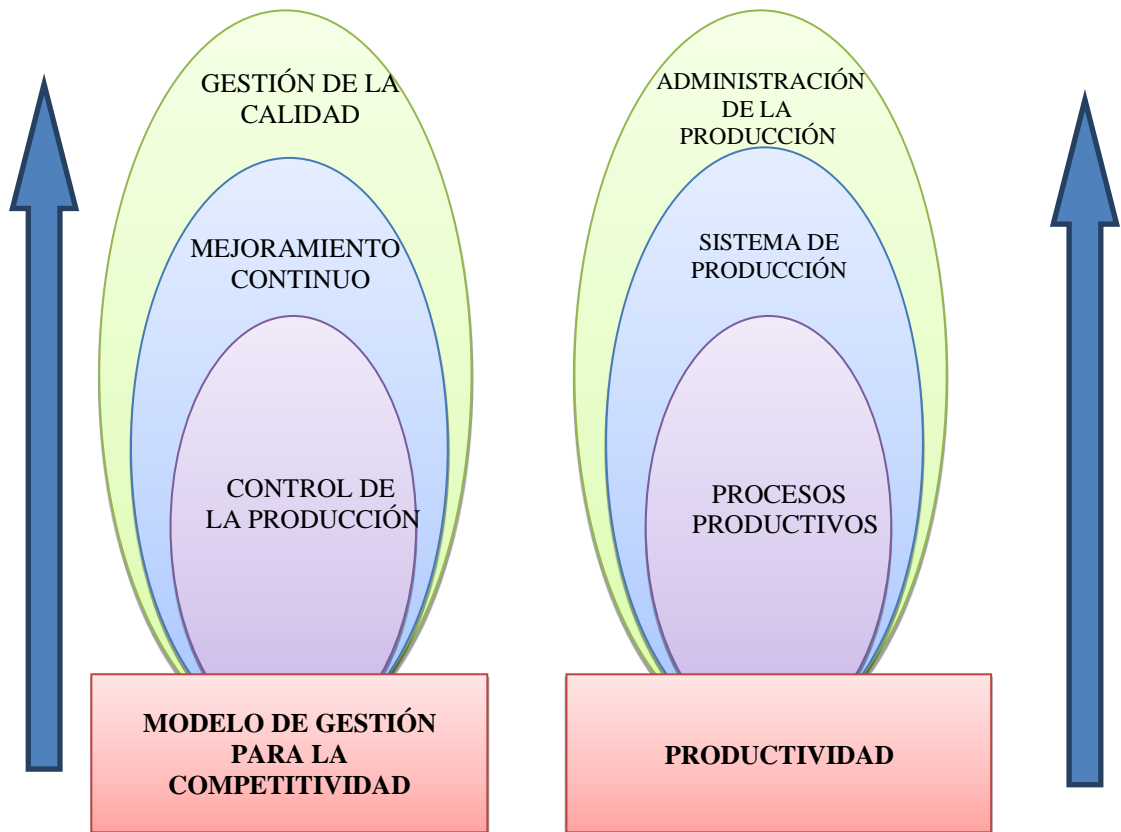 GESTIÓN DE LA
CALIDAD
MEJORAMIENTO
CONTINUO
CONTROL DE
LA PRODUCCIÓN
MODELO DE GESTIÓN
PARA LA
COMPETITIVIDAD
ADMINISTRACIÓN
DE LA
PRODUCCIÓN
SISTEMA DE
PRODUCCIÓN
PROCESOS
PRODUCTIVOS
PRODUCTIVIDAD